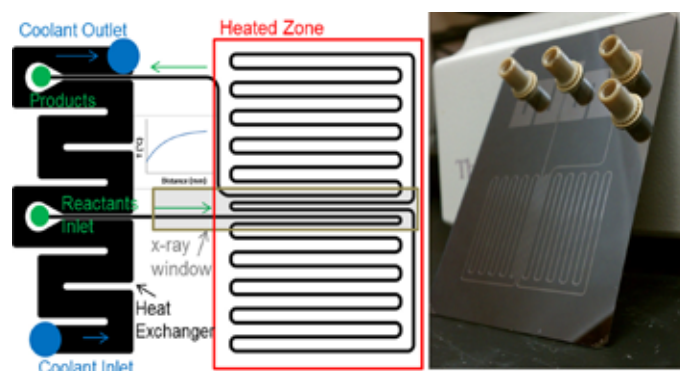 Coolant Outlet
Heated Zone
Products
Distance (mm)
Reactants
Inlet
x-ray
window
Heat
Exchanger
Coolant Inlet